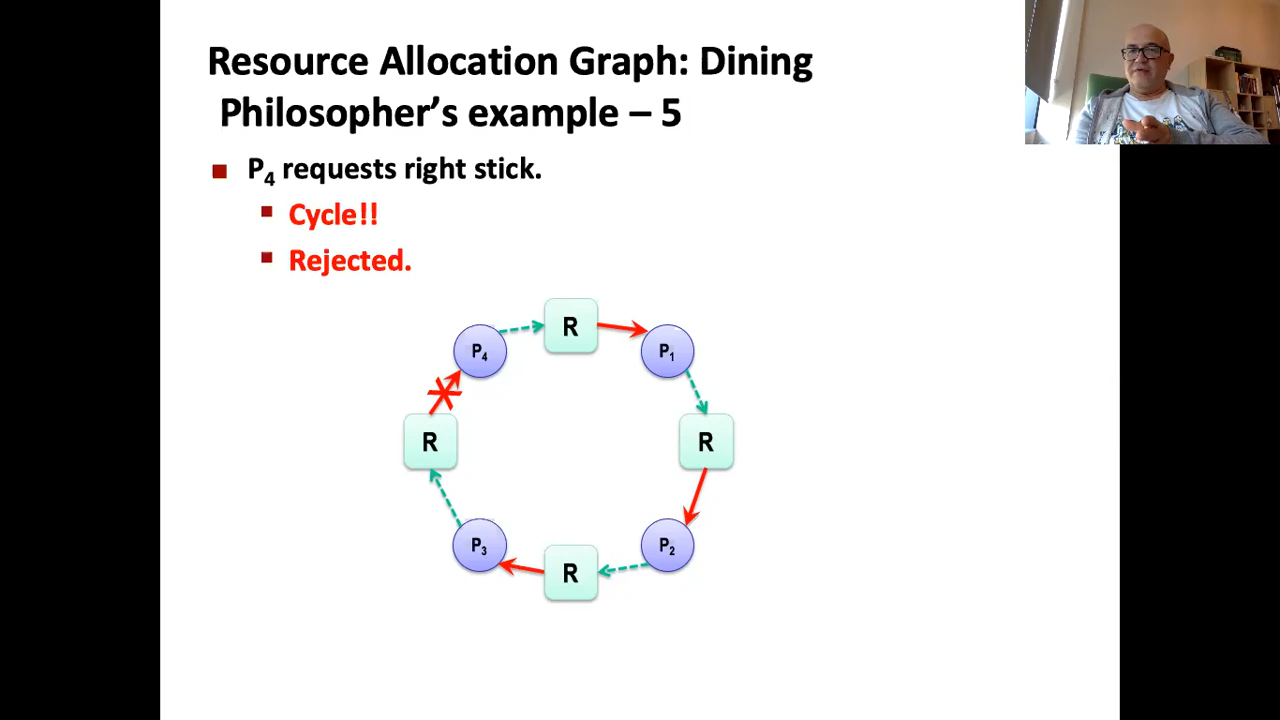 Resource Allocation Graph: Dining
Philosopher’s example – 5
P4 requests right stick.
Cycle!!
Rejected.
R
P4
P1
R
R
P3
P2
R